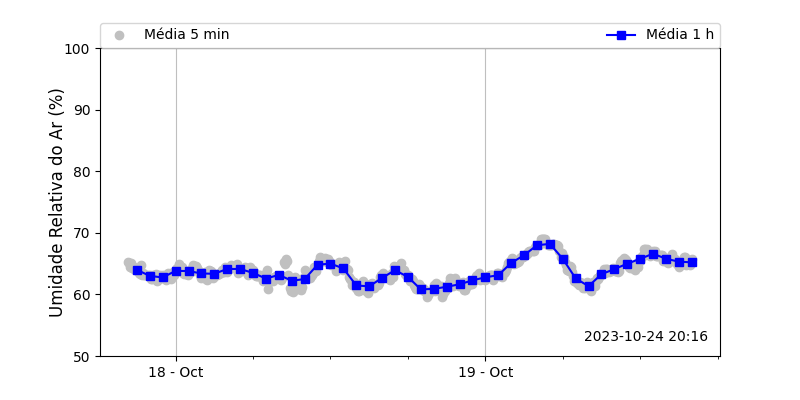 Média 5 min
Média 1 h
100
90
80
70
60
50
Umidade Relativa do Ar (%)
2023-10-24 20:16
18 - Oct
19 - Oct